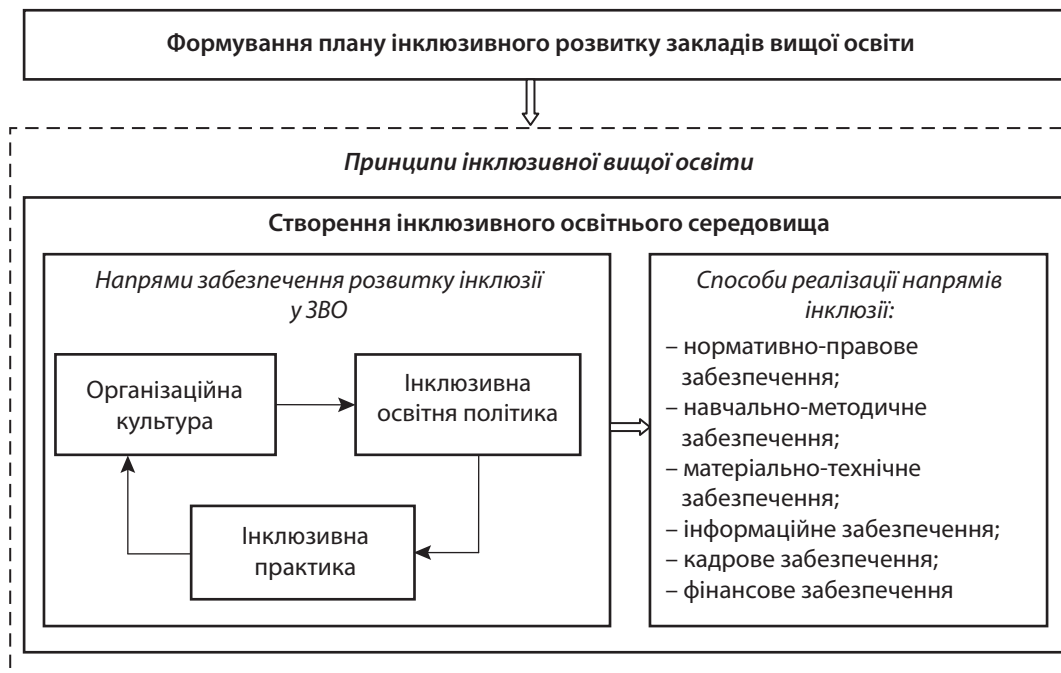 Формування плану інклюзивного розвитку закладів вищої освіти
Принципи інклюзивної вищої освіти
Створення інклюзивного освітнього середовища
Напрями забезпечення розвитку інклюзії
у ЗВО
Організаційна
культура
Інклюзивна
освітня політика
Інклюзивна
практика
Способи реалізації напрямів
інклюзії:
– нормативно-правове
забезпечення;
– навчально-методичне
забезпечення;
– матеріально-технічне
забезпечення;
– інформаційне забезпечення;
– кадрове забезпечення;
– фінансове забезпечення